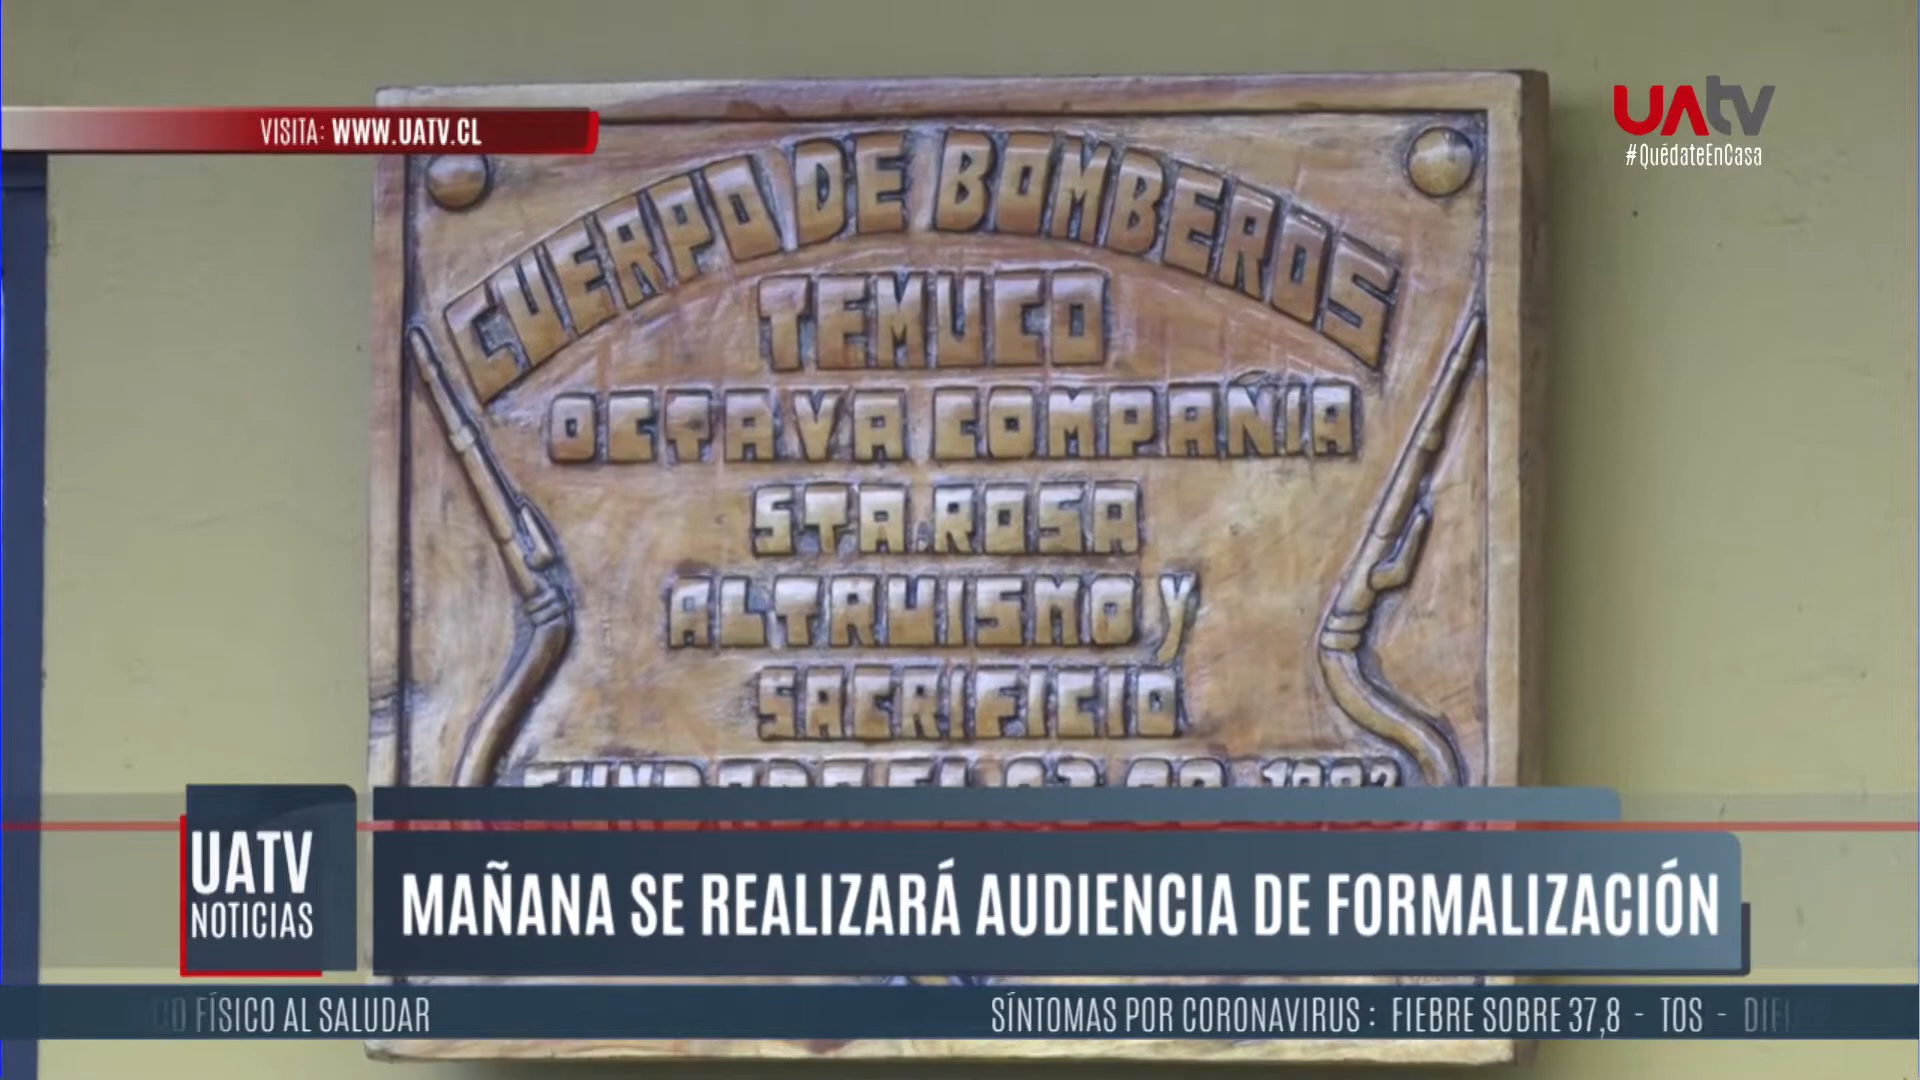 VISITA: WWW.UATV.CL
UATV
#QuédateEnCasa
CUERPO DE BOMBEROS
TEMUCO
OCTAVA COMPAÑIA
STA.ROSA
ALTRUISMO Y
SACRIFICIO
UATV
NOTICIAS
MAÑANA SE REALIZARÁ AUDIENCIA DE FORMALIZACIÓN
FÍSICO AL SALUDAR
SÍNTOMAS POR CORONAVIRUS : FIEBRE SOBRE 37,8 - TOS -